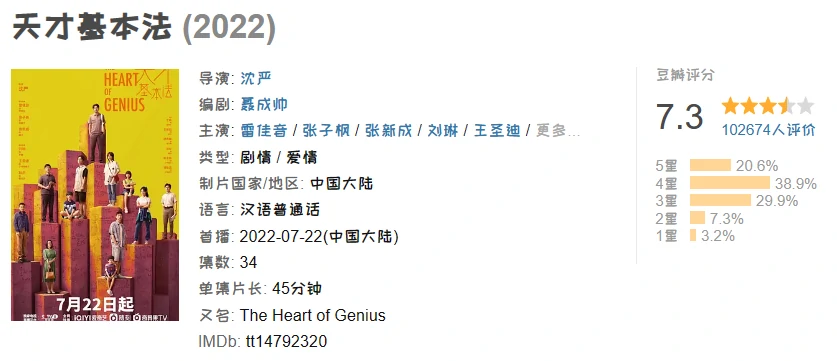 天才基本法 (2022)
THE
HEART
OF
GENIUS
天才
基本法
7月22日起
导演: 沈严
编剧: 聂成帅
主演: 雷佳音 / 张子枫 / 张新成 / 刘琳 / 王圣迪 / 更多...
类型: 剧情 / 爱情
制片国家/地区: 中国大陆
语言: 汉语普通话
首播: 2022-07-22(中国大陆)
集数: 34
单集片长: 45分钟
又名: The Heart of Genius
IMDb: tt14792320
豆瓣评分
7.3
102674人评价
5星 20.6%
4星 38.9%
3星 29.9%
2星 7.3%
1星 3.2%